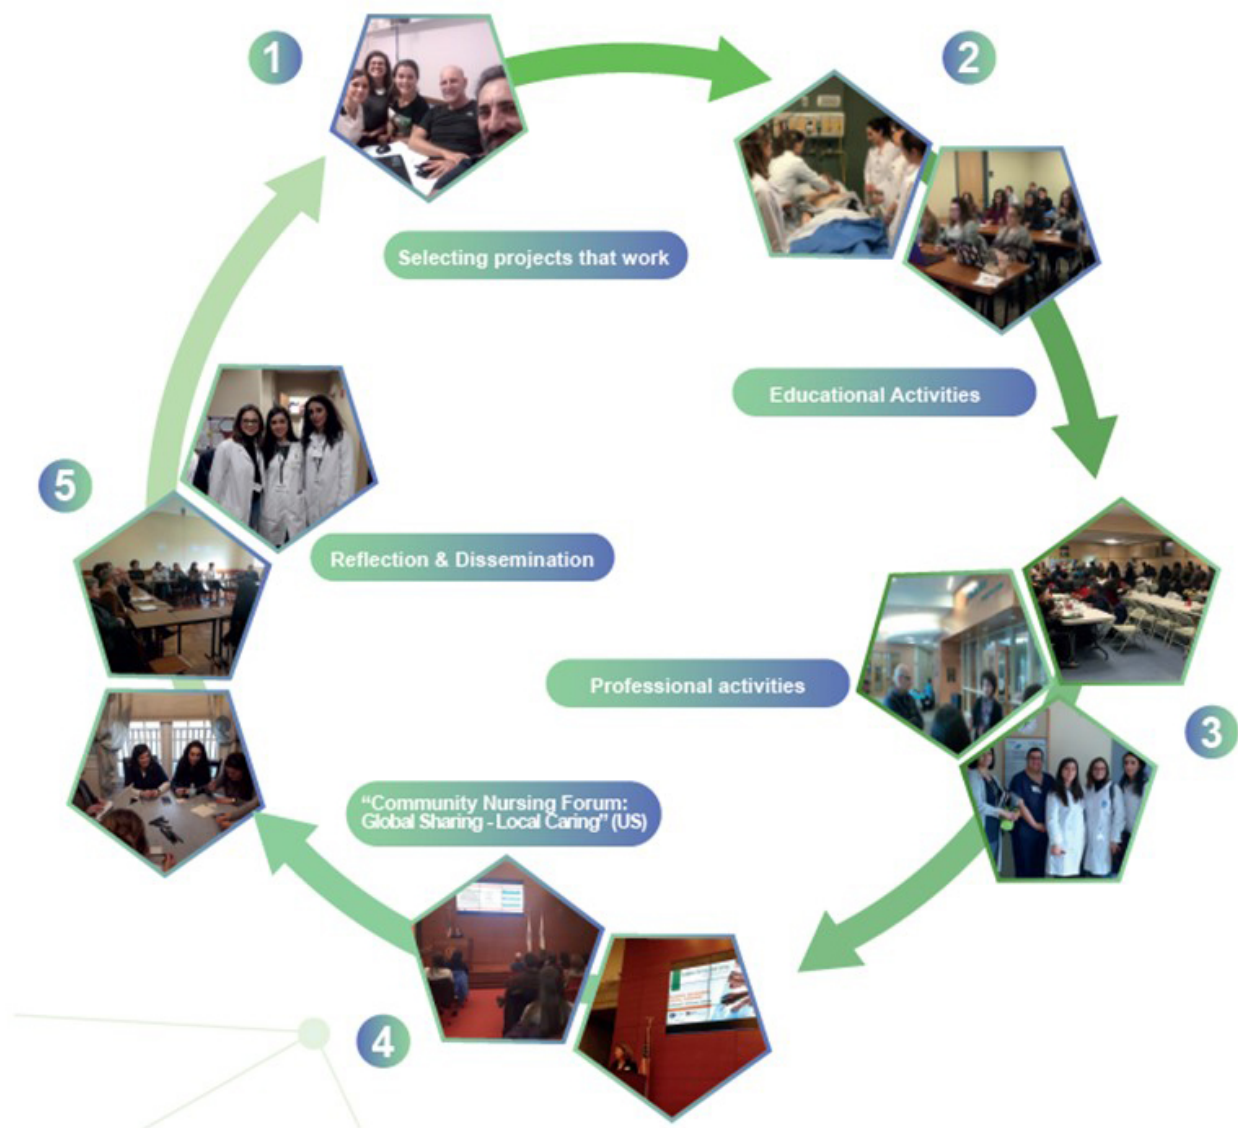 1
2
Selecting projects that work
Educational Activities
5
Reflection & Dissemination
Professional activities
3
“Community Nursing Forum:
Global Sharing - Local Caring” (US)
4